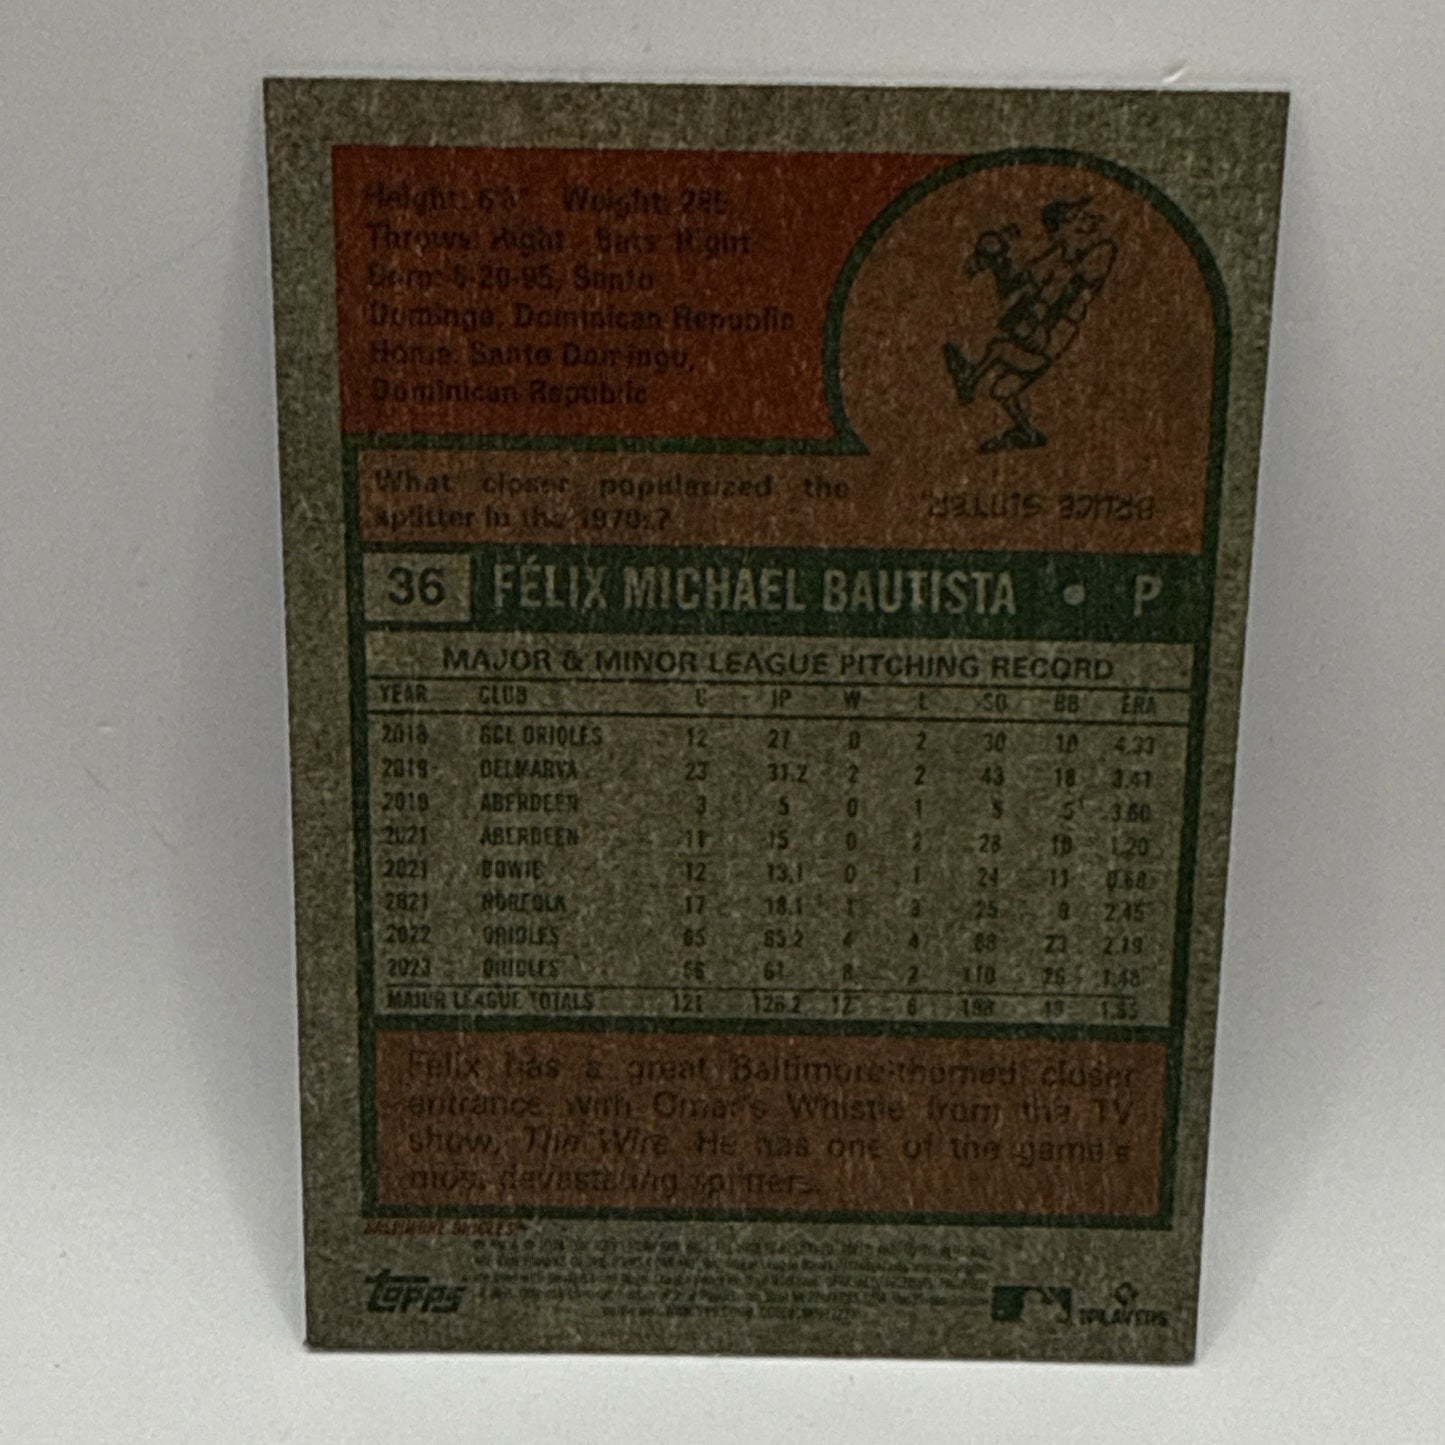 Height: 6'8" Weight: 285
Throws: Right Bats: Right
Born: 6-20-95, Santo
Domingo, Dominican Republic
Home: Santo Domingo,
Dominican Republic
What closer popularized the
splitter in the 1970s?
BRUCE SUTTER.
36 FÉLIX MICHAEL BAUTISTA • P
MAJOR & MINOR LEAGUE PITCHING RECORD
YEAR CLUB G IP W L SO BB ERA
2018 GCL ORIOLES 12 27 0 2 30 10 4.33
2019 DELMARVA 23 31.2 2 2 43 18 3.41
2019 ABERDEEN 3 5 0 1 5 5 3.60
2021 ABERDEEN 11 15 0 2 28 10 1.20
2021 BOWIE 12 13.1 0 1 24 11 0.68
2021 NORFOLK 17 18.1 1 3 25 8 2.45
2022 ORIOLES 65 65.2 4 4 88 23 2.19
2023 ORIOLES 56 61 8 2 110 26 1.48
MAJOR LEAGUE TOTALS 121 126.2 12 6 198 49 1.85
Félix has a great Baltimore-themed closer
entrance with Omar's Whistle from the TV
show, The Wire. He has one of the game's
most devastating splitters.
BALTIMORE ORIOLES™
topps
PLAYERS